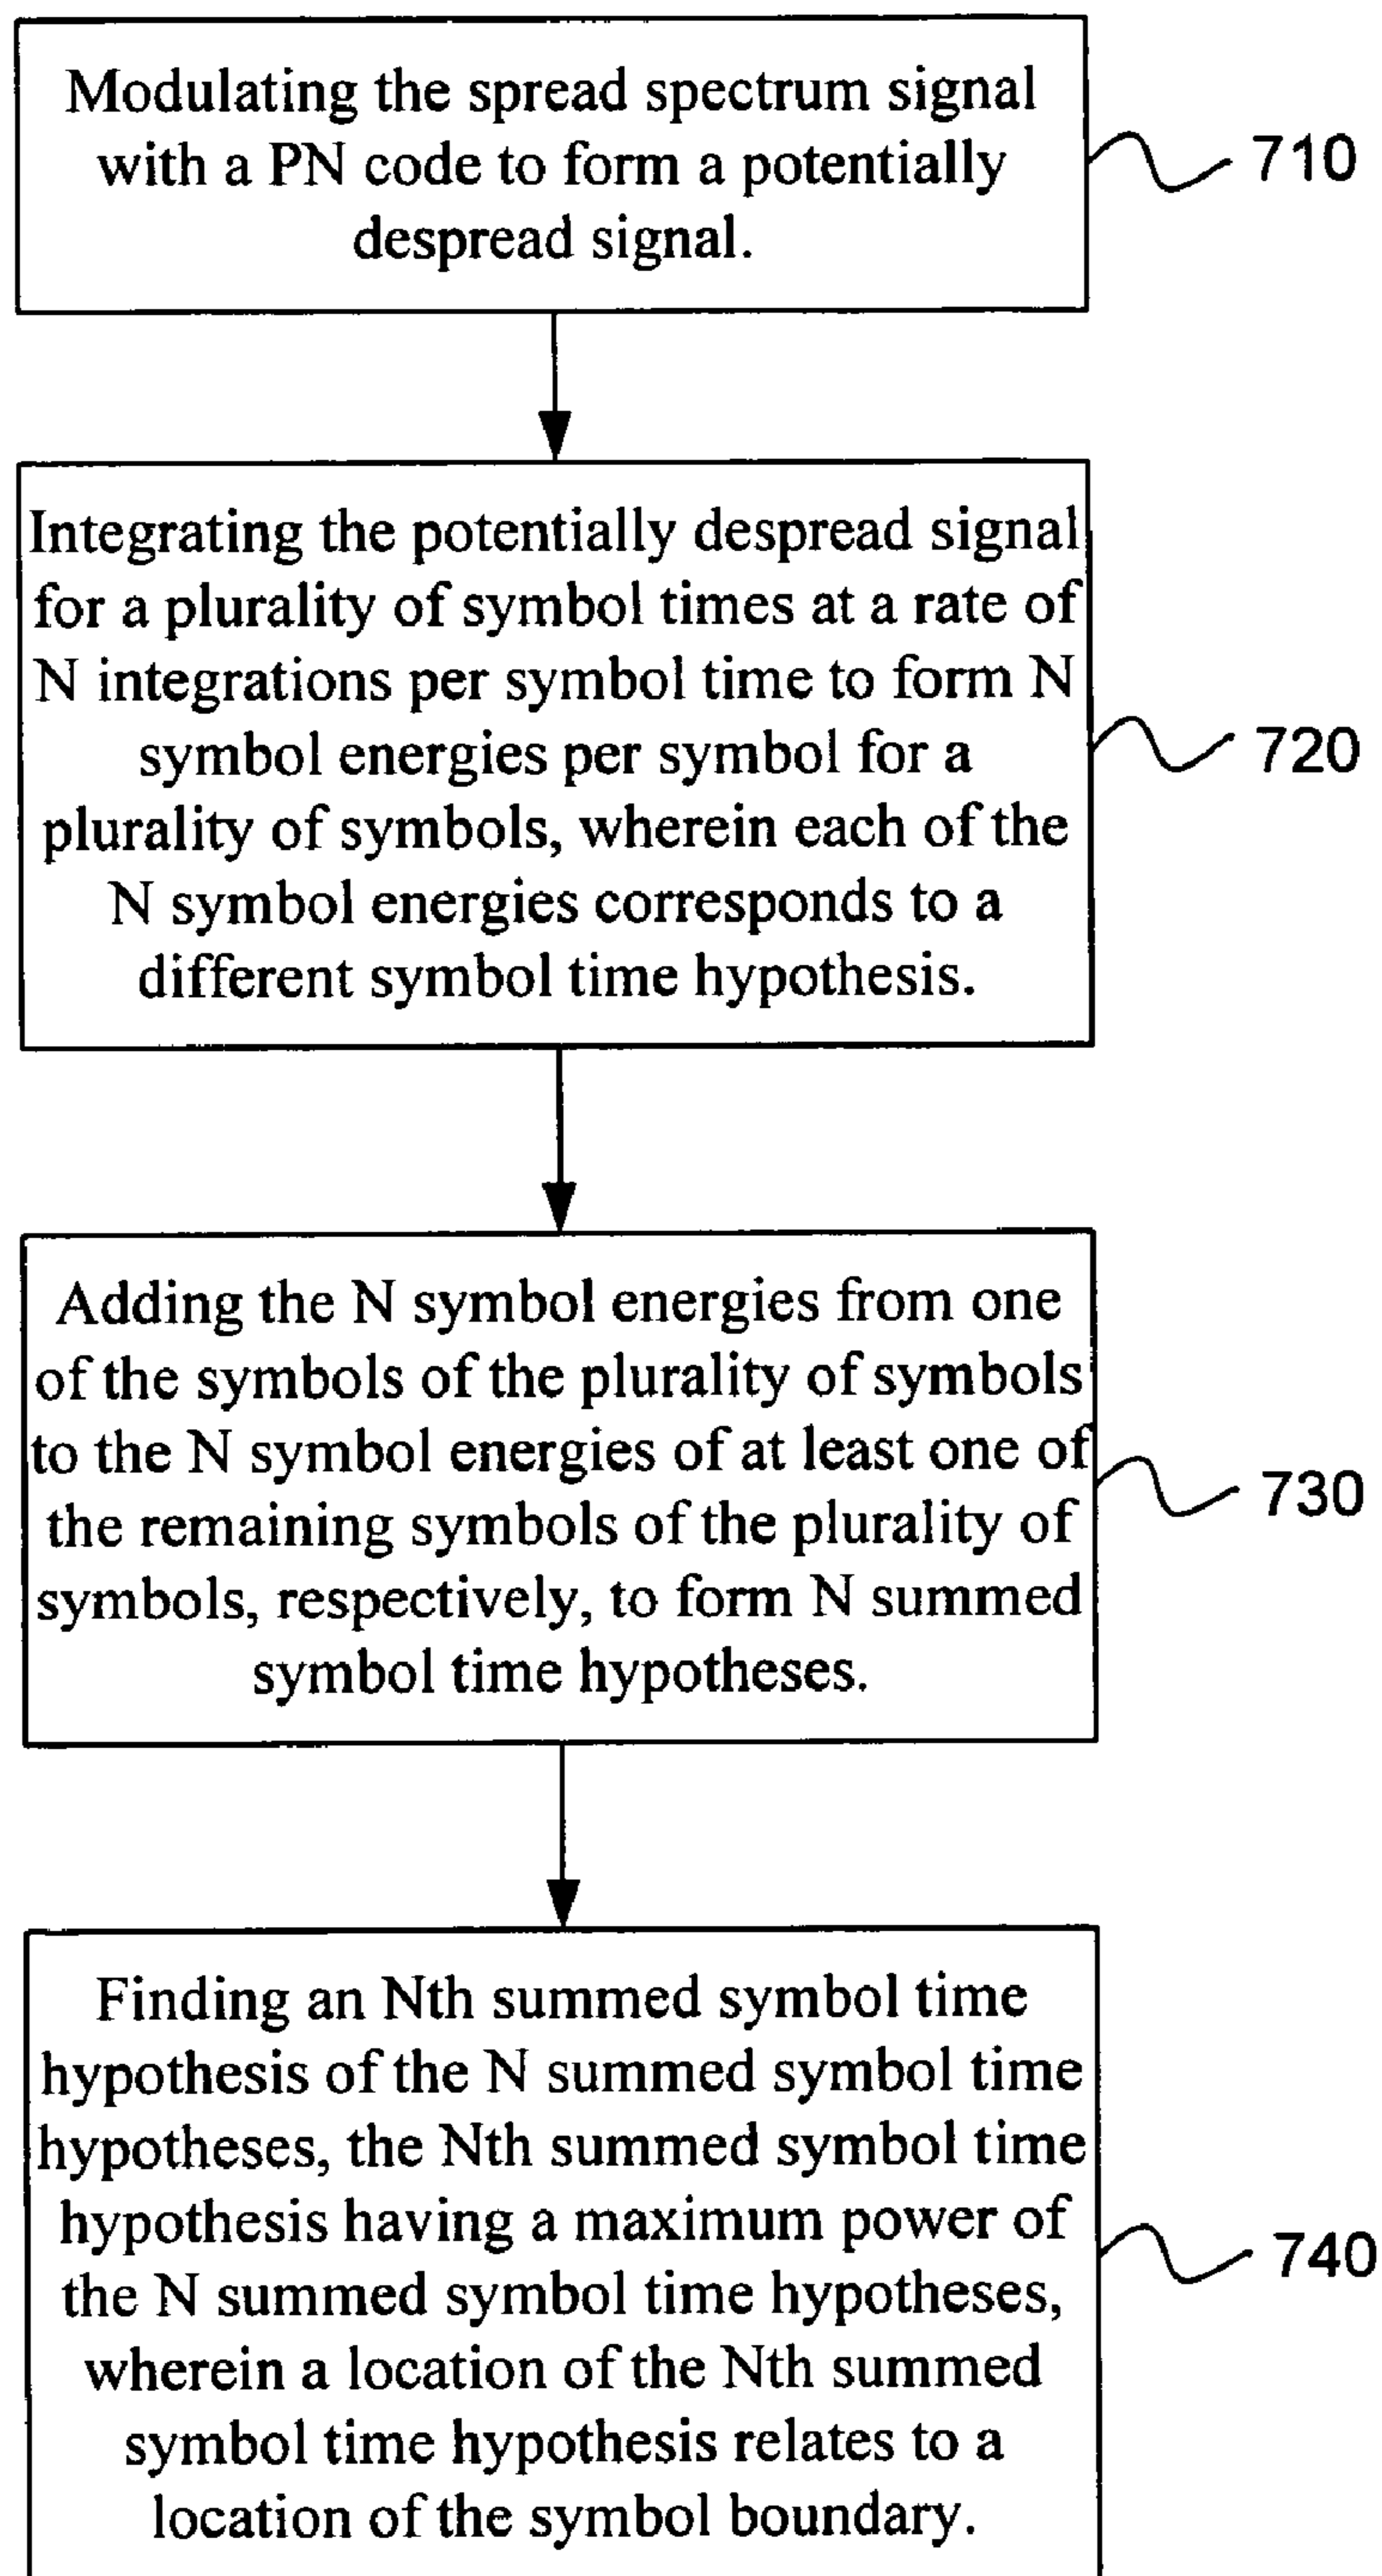 Modulating the spread spectrum signal
with a PN code to form a potentially
despread signal.
710
Integrating the potentially despread signal
for a plurality of symbol times at a rate of
N integrations per symbol time to form N
symbol energies per symbol for a
plurality of symbols, wherein each of the
N symbol energies corresponds to a
different symbol time hypothesis.
720
Adding the N symbol energies from one
of the symbols of the plurality of symbols
to the N symbol energies of at least one of
the remaining symbols of the plurality of
symbols, respectively, to form N summed
symbol time hypotheses.
730
Finding an Nth summed symbol time
hypothesis of the N summed symbol time
hypotheses, the Nth summed symbol time
hypothesis having a maximum power of
the N summed symbol time hypotheses,
wherein a location of the Nth summed
symbol time hypothesis relates to a
location of the symbol boundary.
740